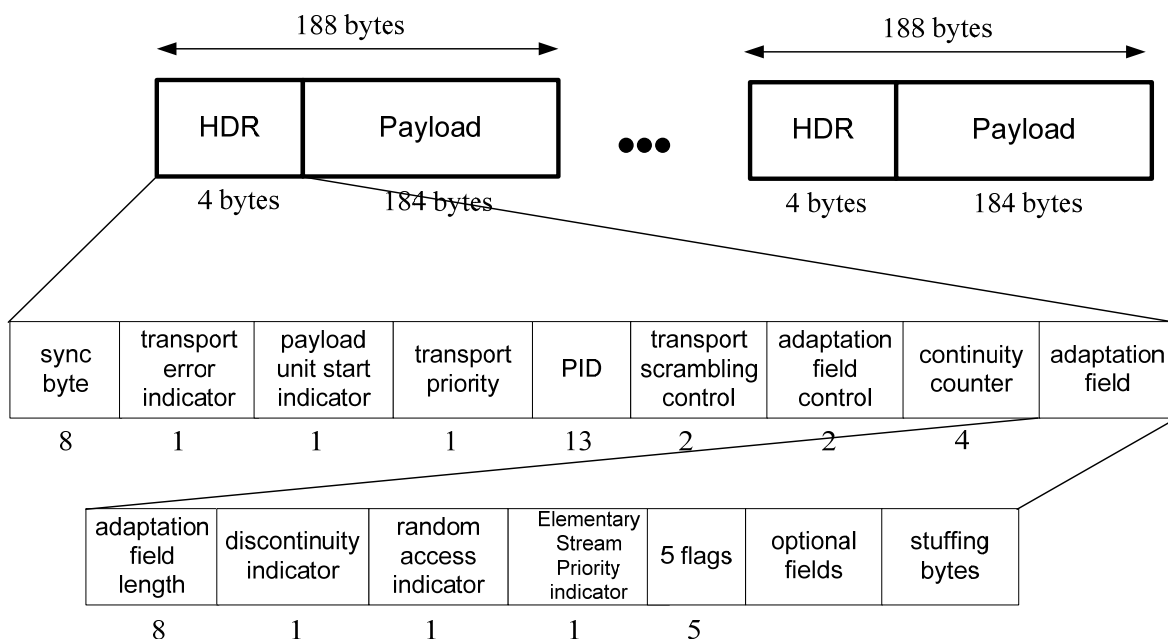 188 bytes
188 bytes
HDR
Payload
HDR
Payload
4 bytes
184 bytes
4 bytes
184 bytes
sync
byte
transport
error
indicator
payload
unit start
indicator
transport
priority
PID
transport
scrambling
control
adaptation
field
control
continuity
counter
adaptation
field
8
1
1
1
13
2
2
4
adaptation
field
length
discontinuity
indicator
random
access
indicator
Elementary
Stream
Priority
indicator
5 flags
optional
fields
stuffing
bytes
8
1
1
1
5